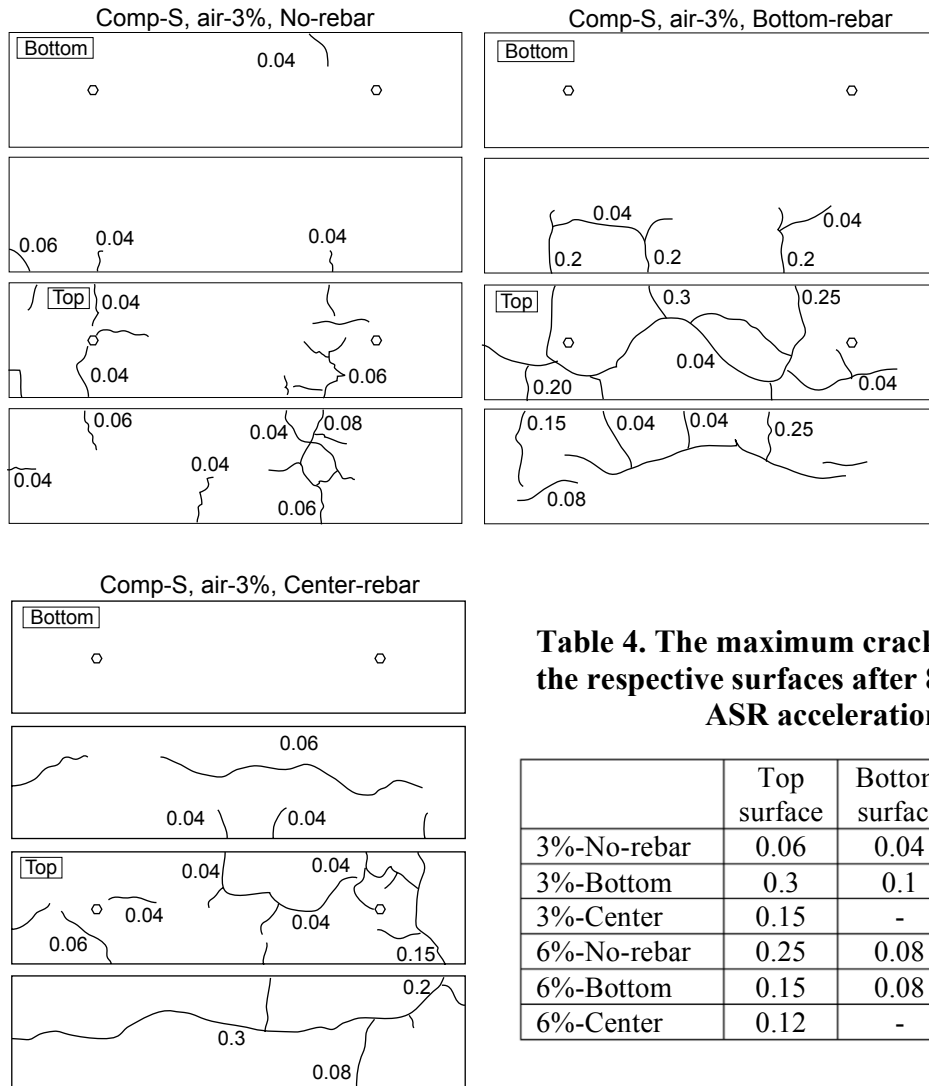 Comp-S, air-3%, No-rebar
Bottom
0.04
0.06
0.04
0.04
Top
0.04
0.04
0.06
0.06
0.04
0.08
0.04
0.04
0.06
Comp-S, air-3%, Bottom-rebar
Bottom
0.04
0.04
0.2
0.2
0.2
Top
0.3
0.25
0.04
0.20
0.04
0.15
0.04
0.04
0.25
0.08
Comp-S, air-3%, Center-rebar
Bottom
0.06
0.04
0.04
Top
0.04
0.04
0.04
0.04
0.06
0.15
0.2
0.3
0.08
Table 4. The maximum crack
the respective surfaces after 8
ASR acceleration
Top Bottom
surface surface
3%-No-rebar 0.06 0.04
3%-Bottom 0.3 0.1
3%-Center 0.15 -
6%-No-rebar 0.25 0.08
6%-Bottom 0.15 0.08
6%-Center 0.12 -